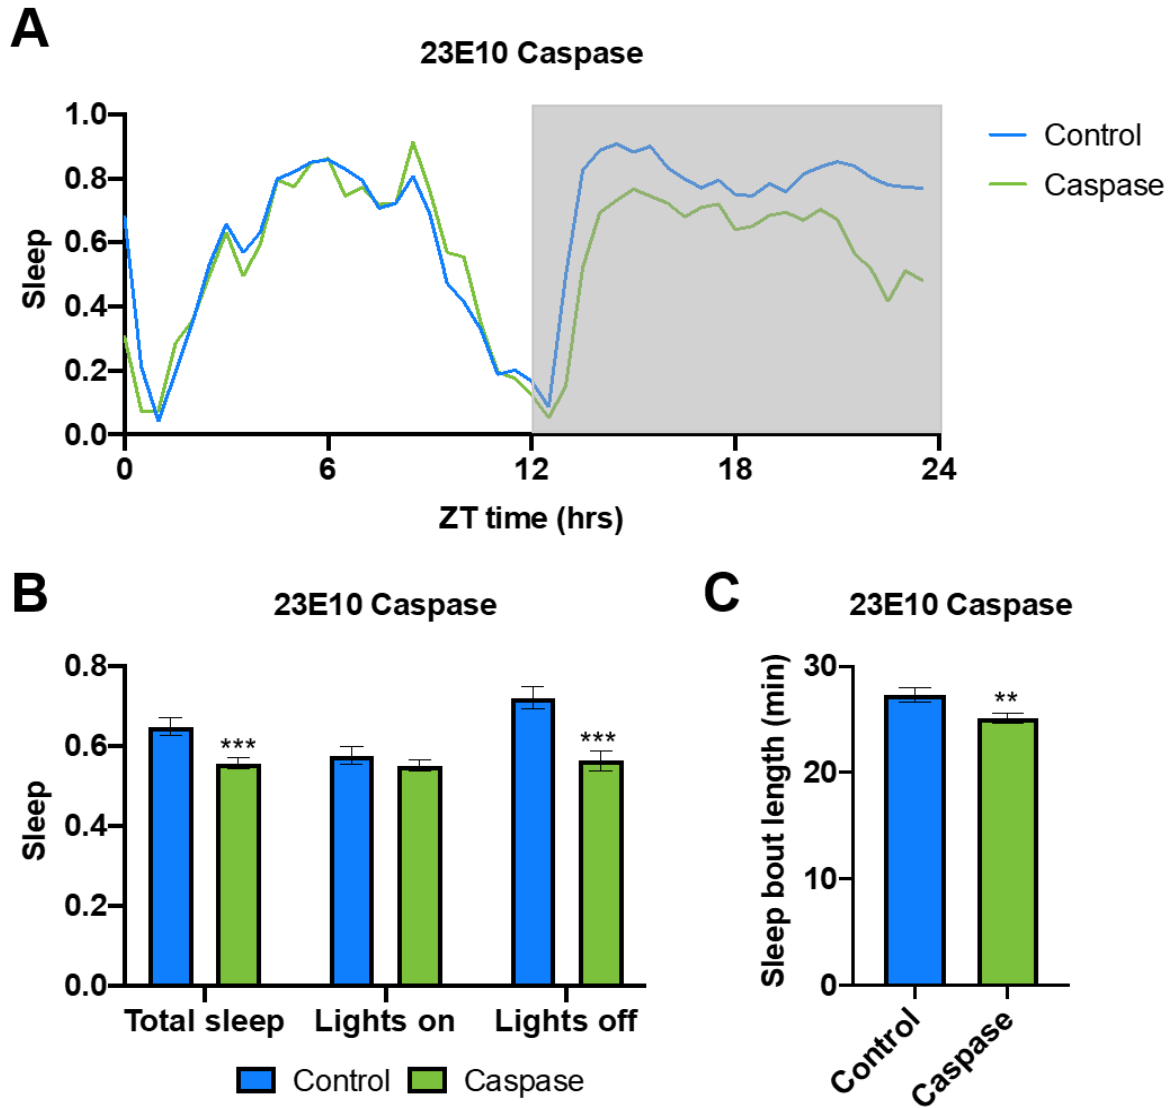 A
23E10 Caspase
1.0
0.8
0.6
0.4
0.2
0.0
Sleep
0 6 12 18 24
ZT time (hrs)
Control
Caspase
B
23E10 Caspase
0.8
0.6
0.4
0.2
0.0
Sleep
***
***
Total sleep Lights on Lights off
Control Caspase
C
23E10 Caspase
30
20
10
0
Sleep bout length (min)
**
Control
Caspase